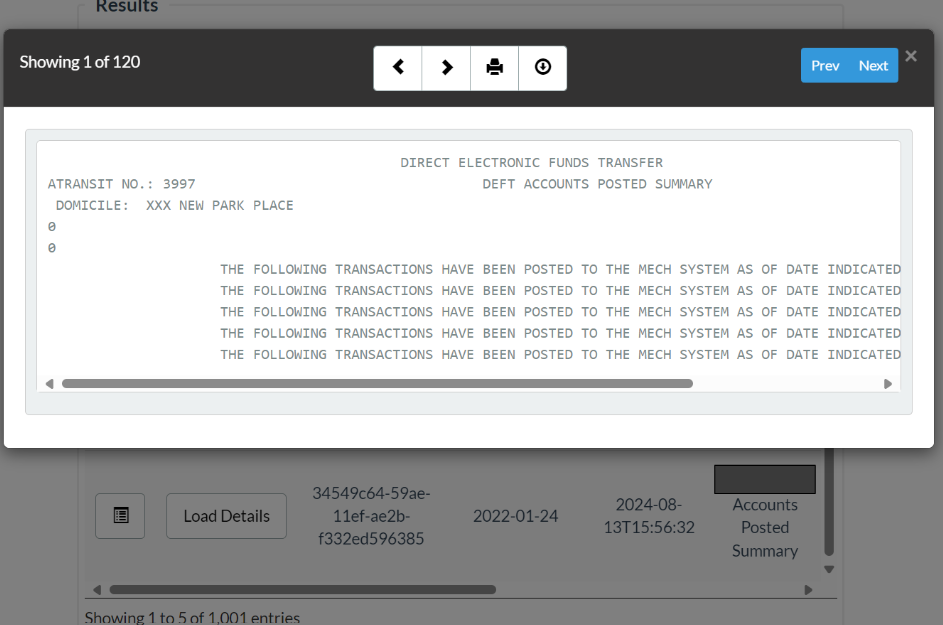 Results
Showing 1 of 120
Prev Next ×
DIRECT ELECTRONIC FUNDS TRANSFER
ATRANSIT NO.: 3997 DEFT ACCOUNTS POSTED SUMMARY
DOMICILE: XXX NEW PARK PLACE
0
0
THE FOLLOWING TRANSACTIONS HAVE BEEN POSTED TO THE MECH SYSTEM AS OF DATE INDICATED
THE FOLLOWING TRANSACTIONS HAVE BEEN POSTED TO THE MECH SYSTEM AS OF DATE INDICATED
THE FOLLOWING TRANSACTIONS HAVE BEEN POSTED TO THE MECH SYSTEM AS OF DATE INDICATED
THE FOLLOWING TRANSACTIONS HAVE BEEN POSTED TO THE MECH SYSTEM AS OF DATE INDICATED
THE FOLLOWING TRANSACTIONS HAVE BEEN POSTED TO THE MECH SYSTEM AS OF DATE INDICATED
Load Details
34549c64-59ae-
11ef-ae2b-
f332ed596385
2022-01-24
2024-08-
13T15:56:32
Accounts
Posted
Summary
Showing 1 to 5 of 1,001 entries